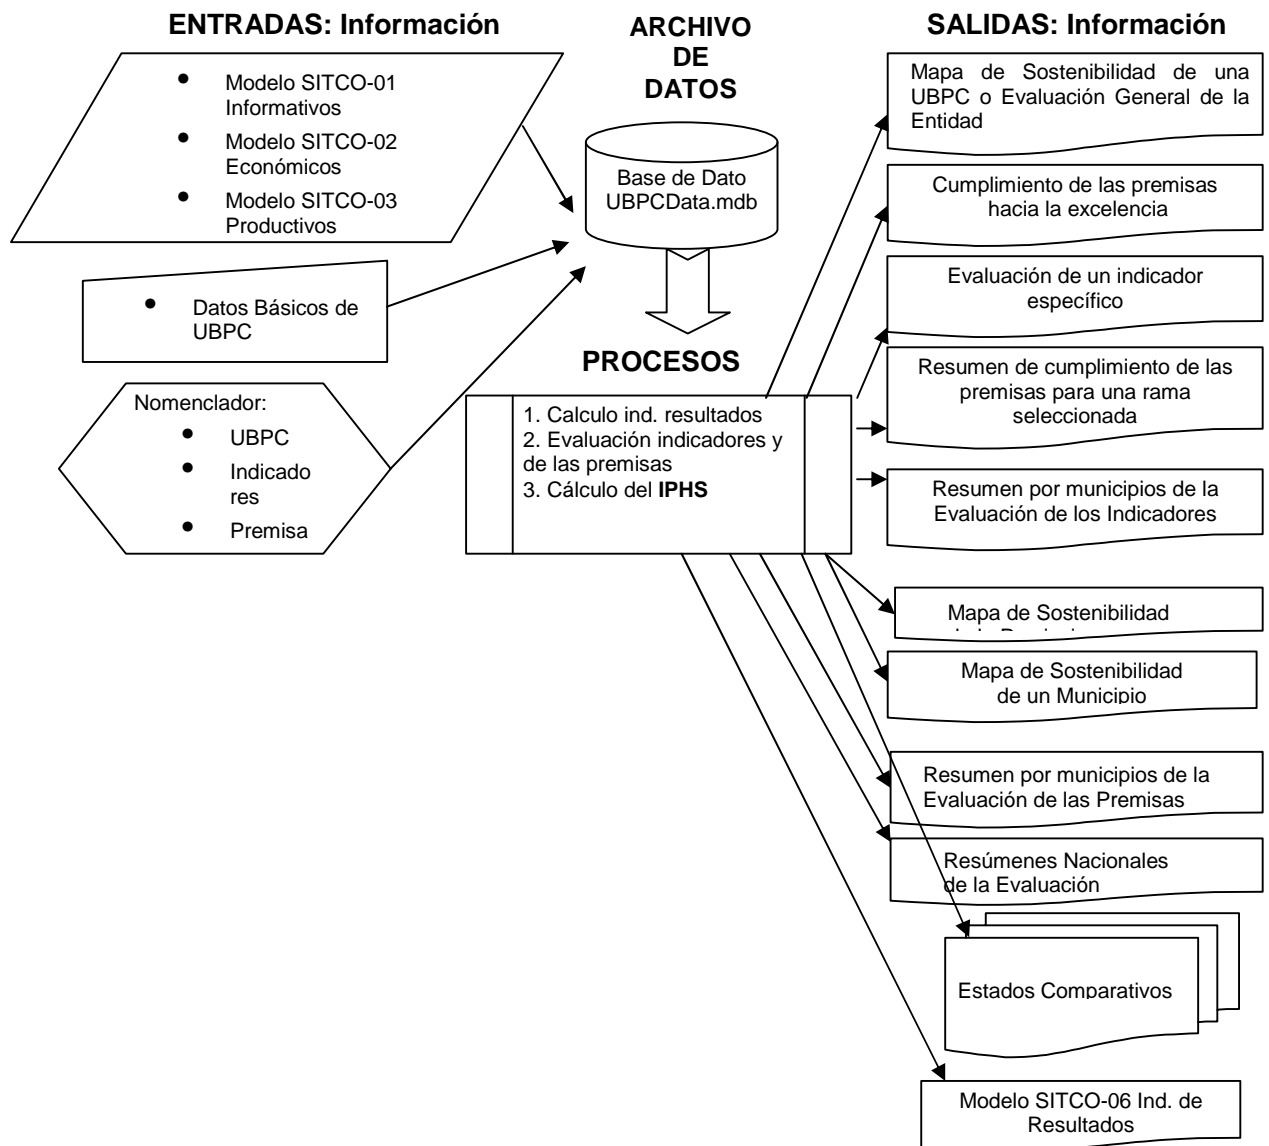 ENTRADAS: Información
Modelo SITCO-01
Informativos
Modelo SITCO-02
Económicos
Modelo SITCO-03
Productivos
Datos Básicos de
UBPC
Nomenclador:
UBPC
Indicado
res
Premisa
ARCHIVO
DE
DATOS
Base de Dato
UBPCData.mdb
PROCESOS
1. Calculo ind. resultados
2. Evaluación indicadores y
de las premisas
3. Cálculo del IPHS
SALIDAS: Información
Mapa de Sostenibilidad de una
UBPC o Evaluación General de la
Entidad
Cumplimiento de las premisas
hacia la excelencia
Evaluación de un indicador
específico
Resumen de cumplimiento de las
premisas para una rama
seleccionada
Resumen por municipios de la
Evaluación de los Indicadores
Mapa de Sostenibilidad
Mapa de Sostenibilidad
de un Municipio
Resumen por municipios de la
Evaluación de las Premisas
Resúmenes Nacionales
de la Evaluación
Estados Comparativos
Modelo SITCO-06 Ind. de
Resultados